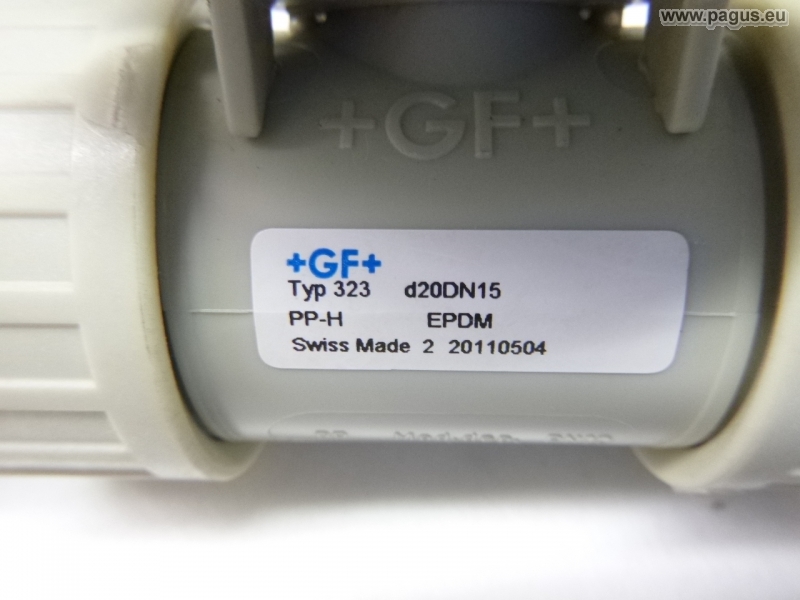 www.pagus.eu
+GF+
+GF+
Typ 323 d20DN15
PP-H EPDM
Swiss Made 2 20110504